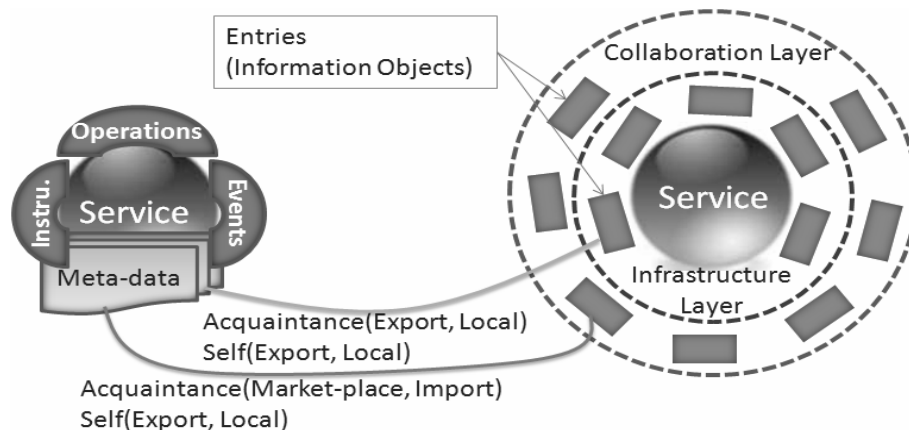 Entries
(Information Objects)
Collaboration Layer
Operations
Instru.
Service
Events
Meta-data
Service
Infrastructure
Layer
Acquaintance(Export, Local)
Self(Export, Local)
Acquaintance(Market-place, Import)
Self(Export, Local)